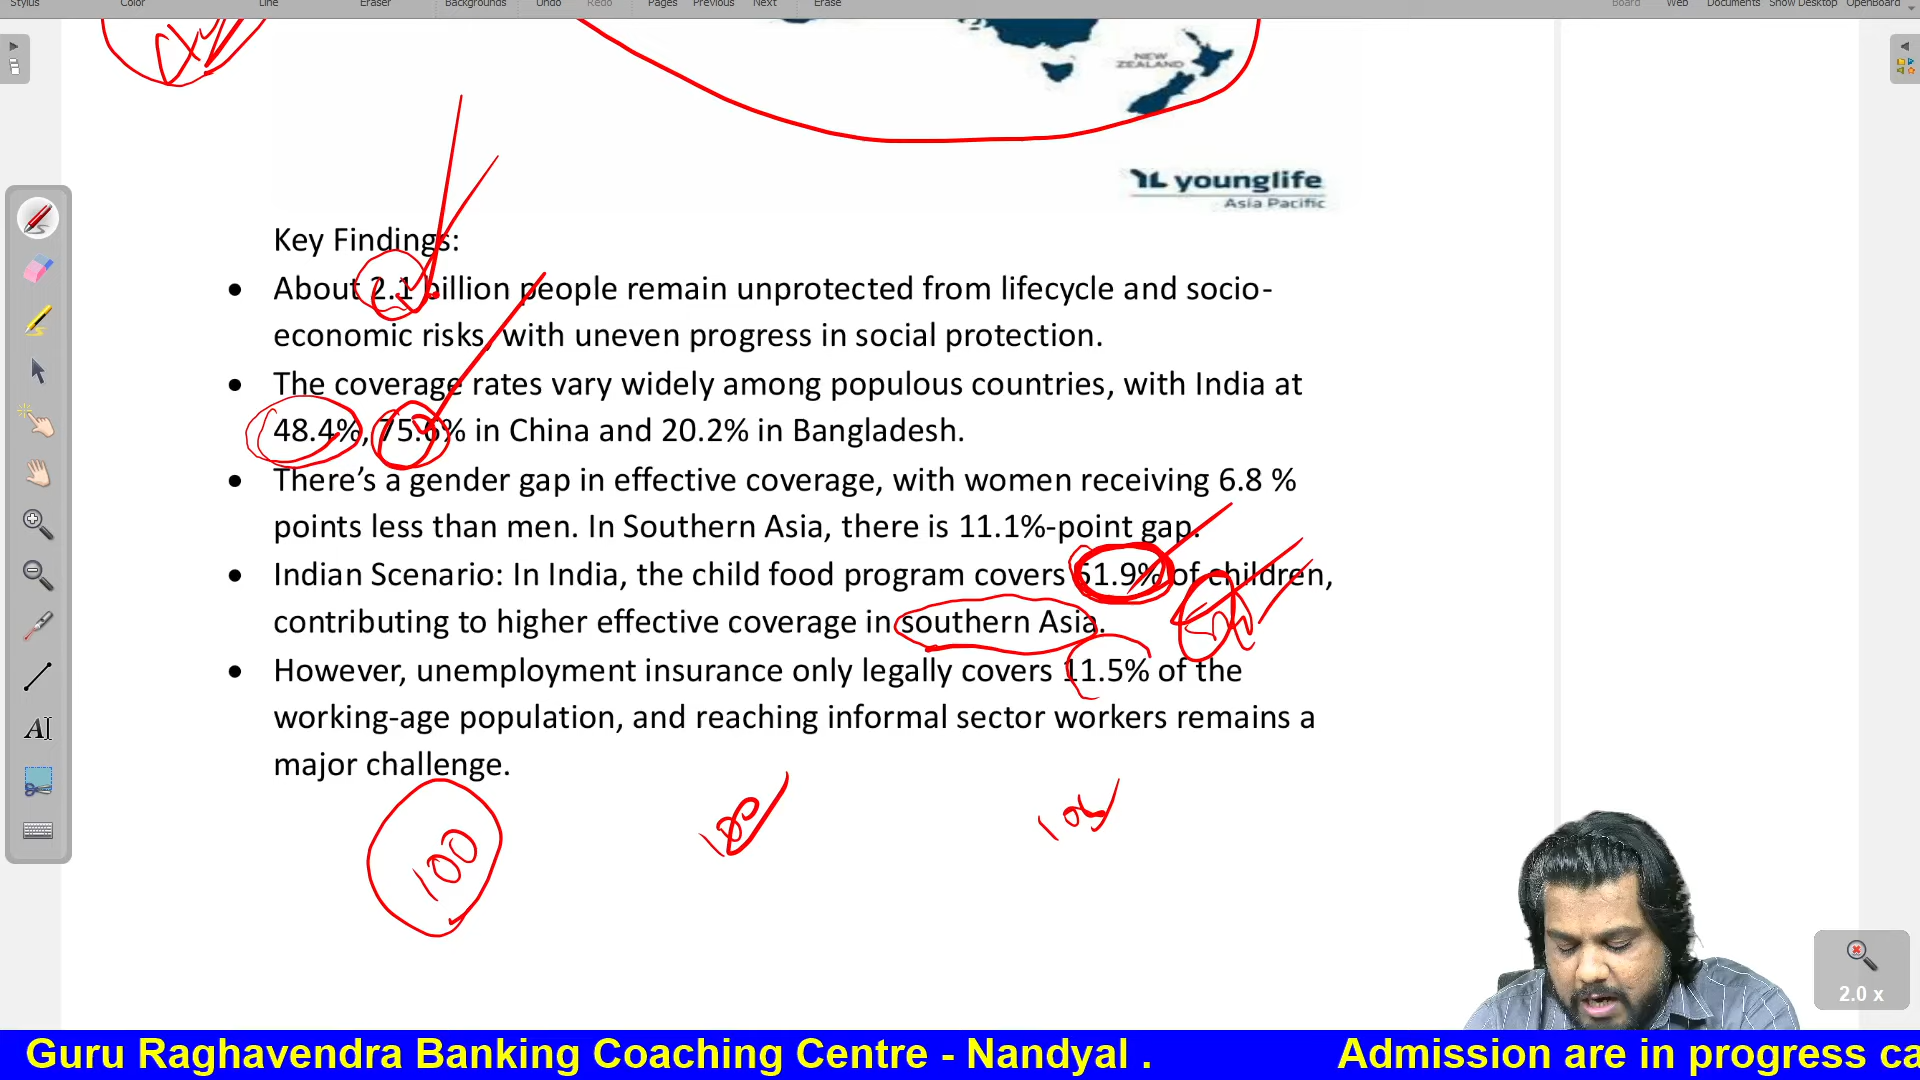 Stylus Color Line Eraser Backgrounds Undo Redo Pages Previous Next Erase Board Web Documents Show Desktop OpenBoard
NEW
ZEALAND
YL younglife
Asia Pacific
Key Findings:
• About 2.1 billion people remain unprotected from lifecycle and socio-
economic risks, with uneven progress in social protection.
• The coverage rates vary widely among populous countries, with India at
48.4%, 75.6% in China and 20.2% in Bangladesh.
• There’s a gender gap in effective coverage, with women receiving 6.8 %
points less than men. In Southern Asia, there is 11.1%-point gap.
• Indian Scenario: In India, the child food program covers 61.9% of children,
contributing to higher effective coverage in southern Asia.
• However, unemployment insurance only legally covers 11.5% of the
working-age population, and reaching informal sector workers remains a
major challenge.
100 100
2.0 x
Guru Raghavendra Banking Coaching Centre - Nandyal . Admission are in progress ca